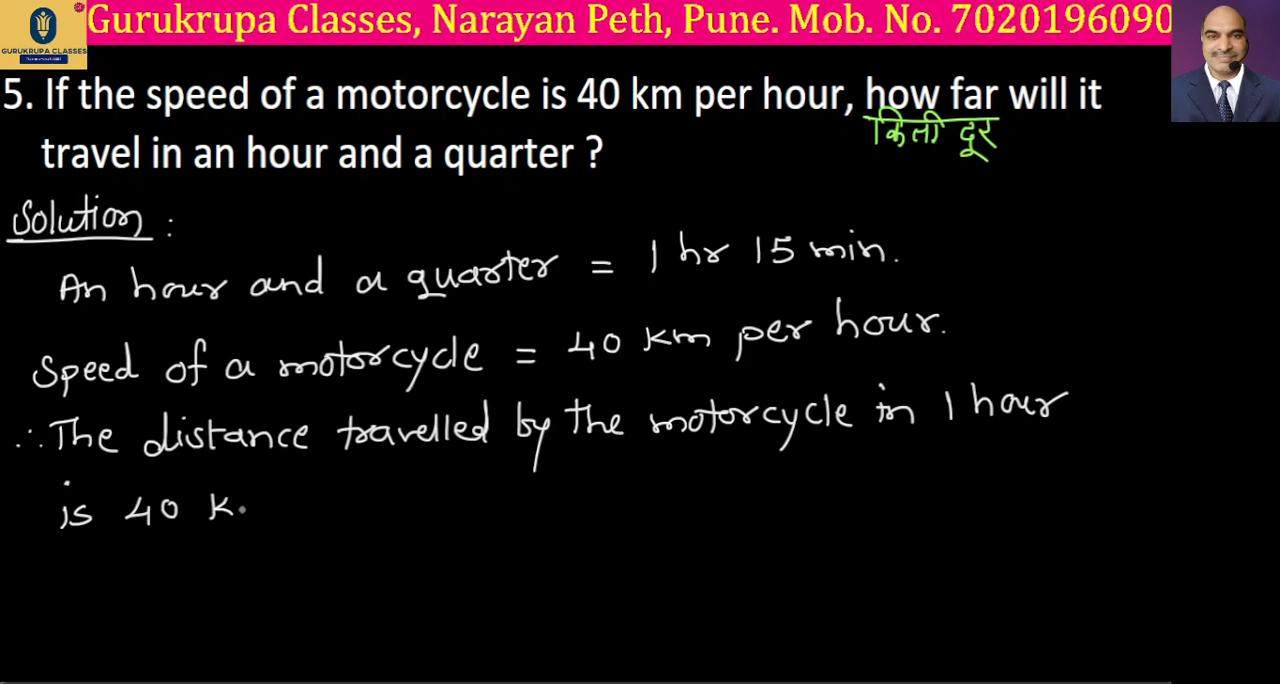 Gurukrupa Classes, Narayan Peth, Pune. Mob. No. 7020196090
GURUKRUPA CLASSES
5. If the speed of a motorcycle is 40 km per hour, how far will it
किती दूर
travel in an hour and a quarter ?
Solution :
An hour and a quarter = 1 hr 15 min.
Speed of a motorcycle = 40 km per hour.
∴ The distance travelled by the motorcycle in 1 hour
is 40 k